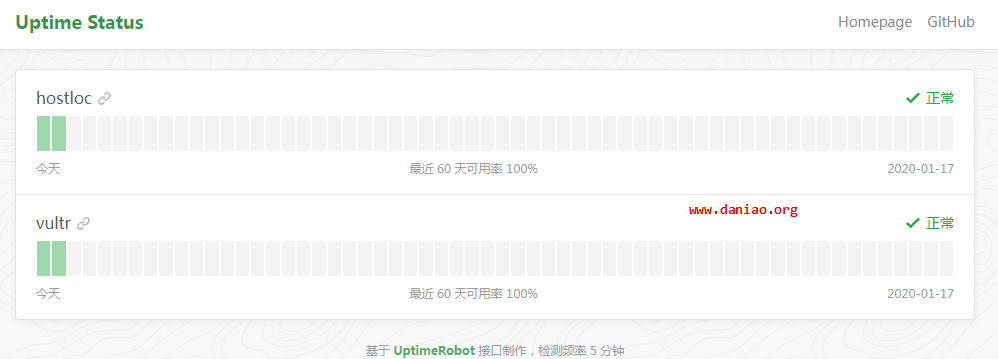 Uptime Status Homepage GitHub
hostloc 正常
今天 最近 60 天可用率 100% 2020-01-17
www.daniao.org
vultr 正常
今天 最近 60 天可用率 100% 2020-01-17
基于 UptimeRobot 接口制作，检测频率 5 分钟